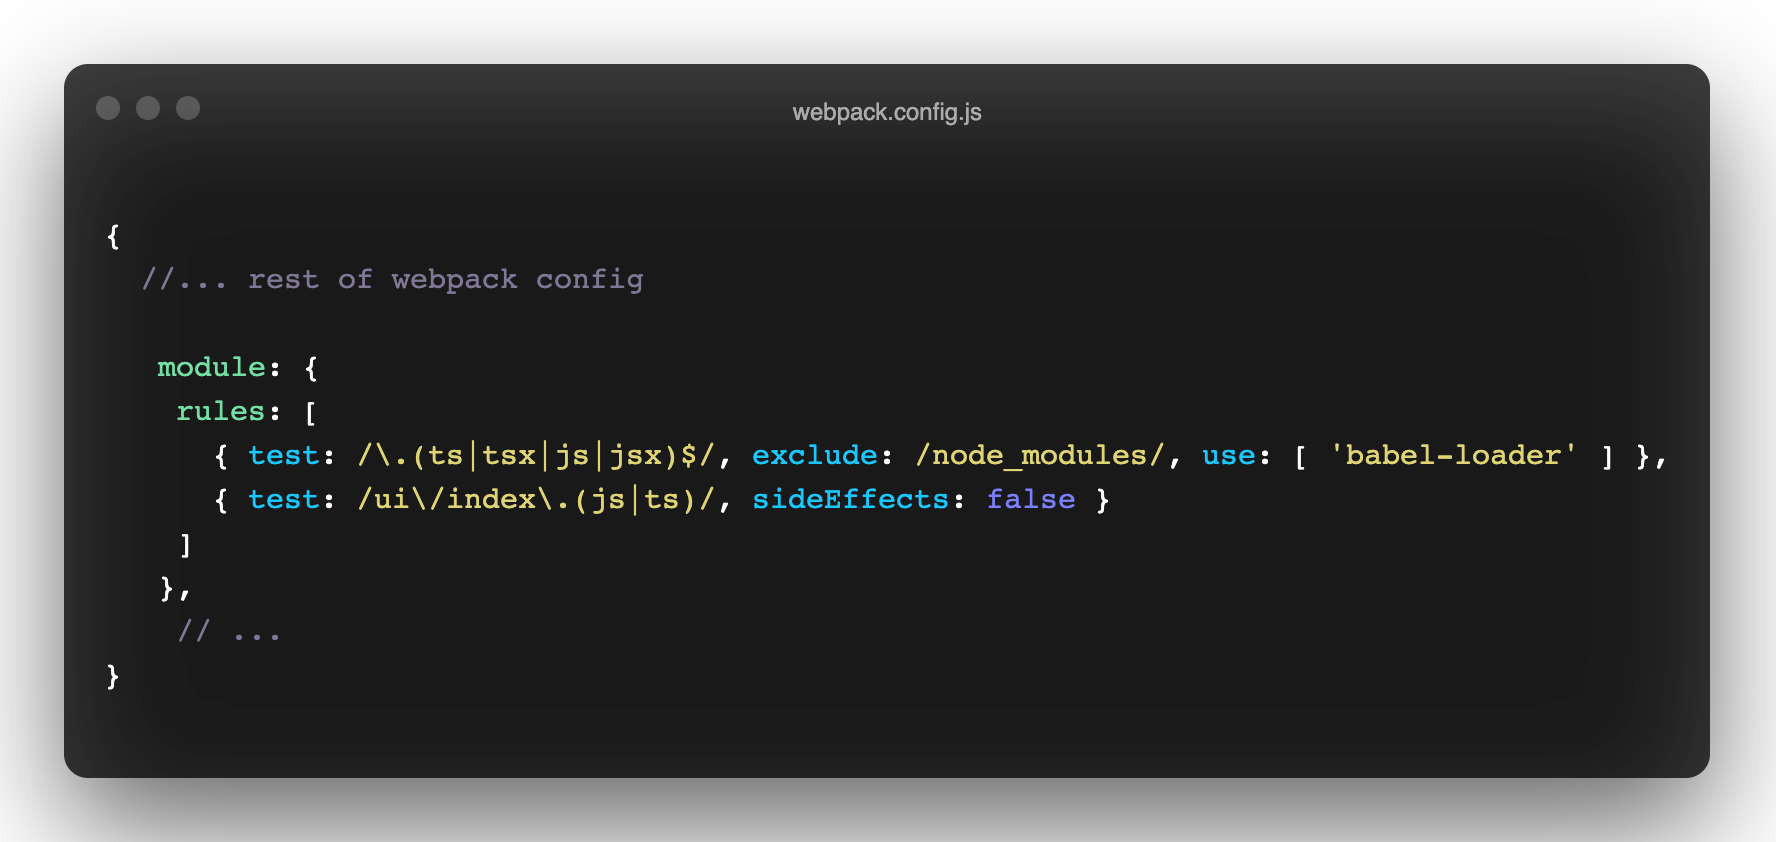 webpack.config.js
{
//... rest of webpack config
module: {
rules: [
{ test: /\.(ts|tsx|js|jsx)$/, exclude: /node_modules/, use: [ 'babel-loader' ] },
{ test: /ui\/index\.(js|ts)/, sideEffects: false }
]
},
// ...
}